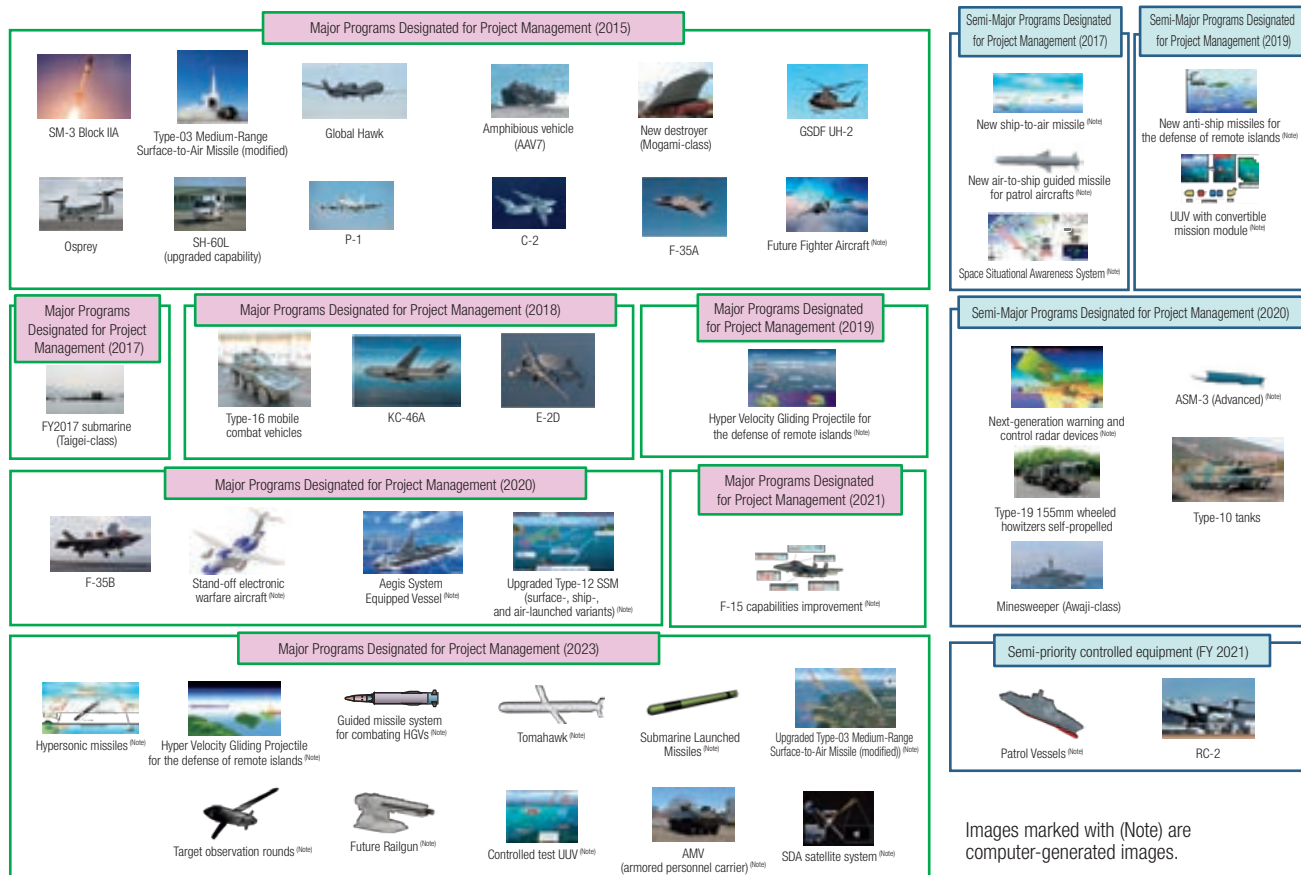 Major Programs Designated for Project Management (2015)
SM-3 Block IIA
Type-03 Medium-Range
Surface-to-Air Missile (modified)
Global Hawk
Amphibious vehicle
(AAV7)
New destroyer
(Mogami-class)
GSDF UH-2
Osprey
SH-60L
(upgraded capability)
P-1
C-2
F-35A
Future Fighter Aircraft (Note)
Semi-Major Programs Designated
for Project Management (2017)
New ship-to-air missile (Note)
New air-to-ship guided missile
for patrol aircrafts (Note)
Space Situational Awareness System (Note)
Semi-Major Programs Designated
for Project Management (2019)
New anti-ship missiles for
the defense of remote islands (Note)
UUV with convertible
mission module (Note)
Major Programs
Designated for Project
Management (2017)
FY2017 submarine
(Taigei-class)
Major Programs Designated for Project Management (2018)
Type-16 mobile
combat vehicles
KC-46A
E-2D
Major Programs Designated
for Project Management (2019)
Hyper Velocity Gliding Projectile for
the defense of remote islands (Note)
Semi-Major Programs Designated for Project Management (2020)
Next-generation warning and
control radar devices (Note)
ASM-3 (Advanced) (Note)
Type-19 155mm wheeled
howitzers self-propelled
Type-10 tanks
Minesweeper (Awaji-class)
Major Programs Designated for Project Management (2020)
F-35B
Stand-off electronic
warfare aircraft (Note)
Aegis System
Equipped Vessel (Note)
Upgraded Type-12 SSM
(surface-, ship-,
and air-launched variants) (Note)
Major Programs Designated
for Project Management (2021)
F-15 capabilities improvement (Note)
Major Programs Designated for Project Management (2023)
Hypersonic missiles (Note)
Hyper Velocity Gliding Projectile
for the defense of remote islands (Note)
Guided missile system
for combating HGVs (Note)
Tomahawk (Note)
Submarine Launched
Missiles (Note)
Upgraded Type-03 Medium-Range
Surface-to-Air Missile (modified)) (Note)
Target observation rounds (Note)
Future Railgun (Note)
Controlled test UUV (Note)
AMV
(armored personnel carrier) (Note)
SDA satellite system (Note)
Semi-priority controlled equipment (FY 2021)
Patrol Vessels (Note)
RC-2
Images marked with (Note) are
computer-generated images.